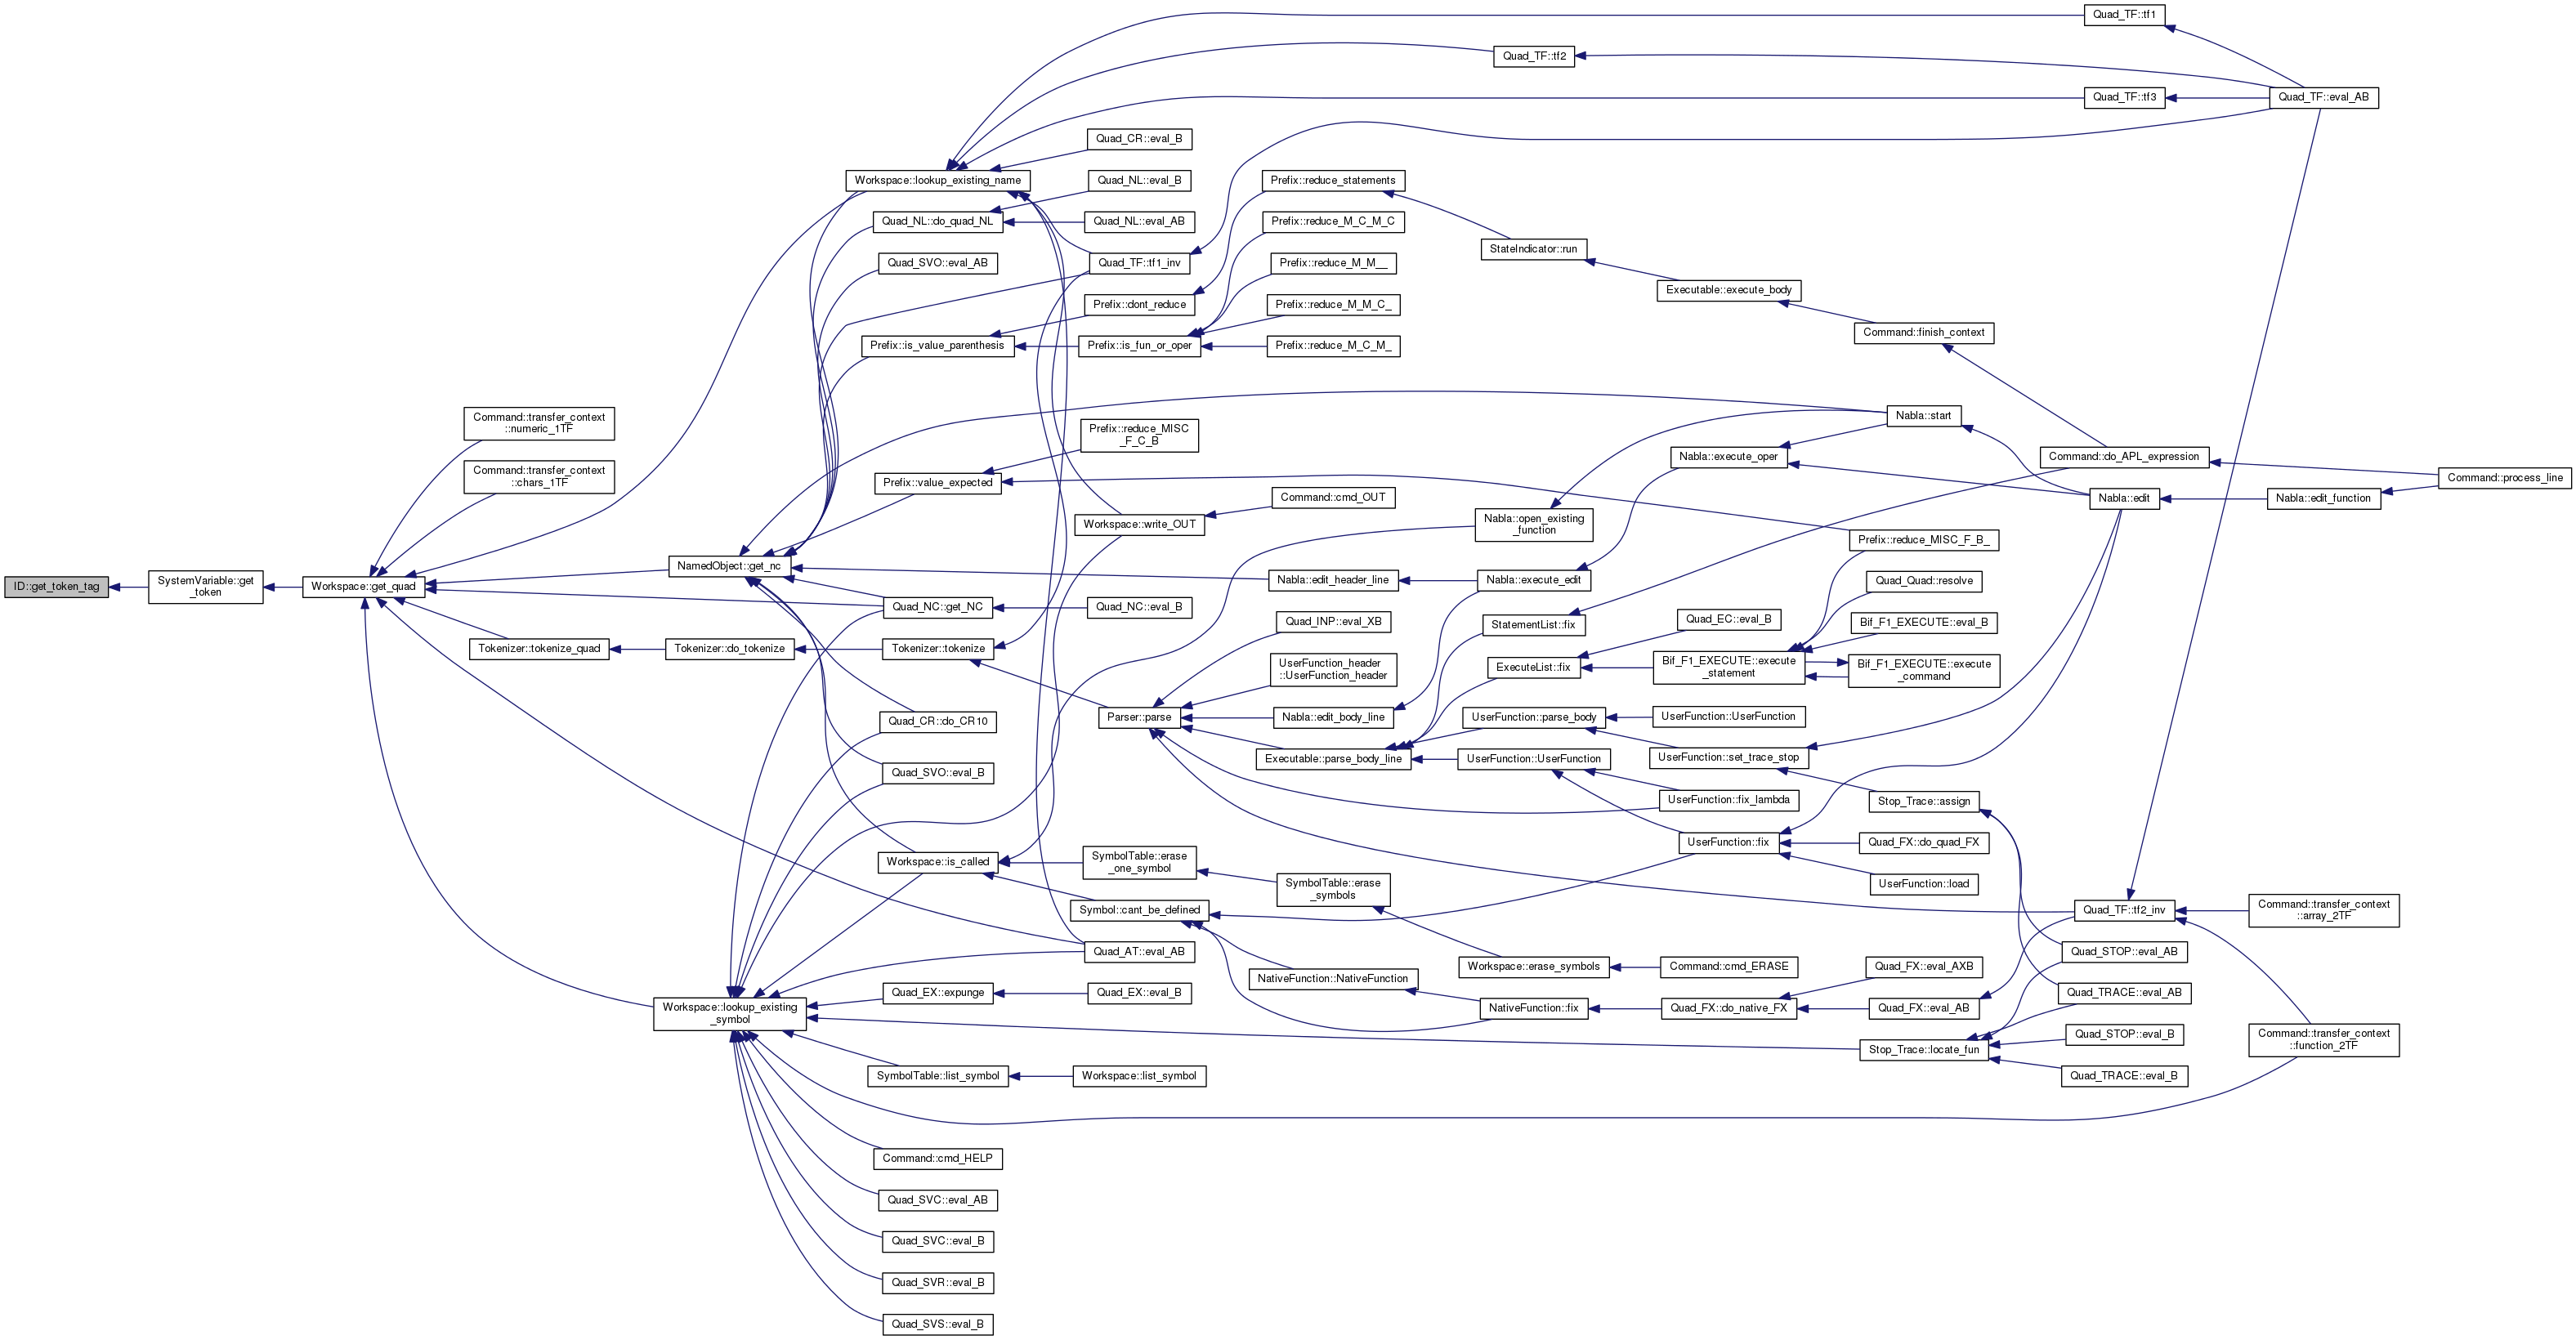 Quad_TF::tf1
Quad_TF::tf2
Quad_TF::tf3
Quad_TF::eval_AB
Quad_CR::eval_B
Workspace::lookup_existing_name
Quad_NL::eval_B
Prefix::reduce_statements
Quad_NL::do_quad_NL
Quad_NL::eval_AB
Prefix::reduce_M_C_M_C
StateIndicator::run
Quad_SVO::eval_AB
Quad_TF::tf1_inv
Prefix::reduce_M_M__
Executable::execute_body
Prefix::dont_reduce
Prefix::reduce_M_M_C_
Command::finish_context
Prefix::is_value_parenthesis
Prefix::is_fun_or_oper
Prefix::reduce_M_C_M_
Command::transfer_context
::numeric_1TF
Nabla::start
Prefix::reduce_MISC
_F_C_B
Nabla::execute_oper
Command::do_APL_expression
Command::transfer_context
::chars_1TF
Prefix::value_expected
Command::process_line
Command::cmd_OUT
Nabla::edit
Nabla::edit_function
Workspace::write_OUT
Nabla::open_existing
_function
Prefix::reduce_MISC_F_B_
NamedObject::get_nc
Nabla::edit_header_line
Nabla::execute_edit
Quad_Quad::resolve
ID::get_token_tag
SystemVariable::get
_token
Workspace::get_quad
Quad_NC::get_NC
Quad_NC::eval_B
Quad_INP::eval_XB
StatementList::fix
Quad_EC::eval_B
Bif_F1_EXECUTE::eval_B
Tokenizer::tokenize_quad
Tokenizer::do_tokenize
Tokenizer::tokenize
UserFunction_header
::UserFunction_header
ExecuteList::fix
Bif_F1_EXECUTE::execute
_statement
Bif_F1_EXECUTE::execute
_command
Quad_CR::do_CR10
Parser::parse
Nabla::edit_body_line
UserFunction::parse_body
UserFunction::UserFunction
Executable::parse_body_line
UserFunction::UserFunction
UserFunction::set_trace_stop
Quad_SVO::eval_B
UserFunction::fix_lambda
Stop_Trace::assign
UserFunction::fix
Quad_FX::do_quad_FX
Workspace::is_called
SymbolTable::erase
_one_symbol
SymbolTable::erase
_symbols
UserFunction::load
Symbol::cant_be_defined
Quad_TF::tf2_inv
Command::transfer_context
::array_2TF
Quad_AT::eval_AB
Quad_STOP::eval_AB
NativeFunction::NativeFunction
Workspace::erase_symbols
Command::cmd_ERASE
Quad_FX::eval_AXB
Quad_EX::expunge
Quad_EX::eval_B
Quad_TRACE::eval_AB
Workspace::lookup_existing
_symbol
NativeFunction::fix
Quad_FX::do_native_FX
Quad_FX::eval_AB
Quad_STOP::eval_B
Command::transfer_context
::function_2TF
Stop_Trace::locate_fun
SymbolTable::list_symbol
Workspace::list_symbol
Quad_TRACE::eval_B
Command::cmd_HELP
Quad_SVC::eval_AB
Quad_SVC::eval_B
Quad_SVR::eval_B
Quad_SVS::eval_B